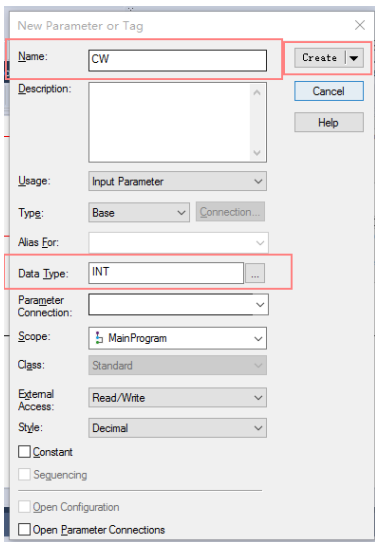 New Parameter or Tag
Name: CW Create
Description: Cancel
Help
Usage: Input Parameter
Type: Base Connection...
Alias For:
Data Type: INT ...
Parameter
Connection:
Scope: MainProgram
Class: Standard
External
Access: Read/Write
Style: Decimal
Constant
Sequencing
Open Configuration
Open Parameter Connections